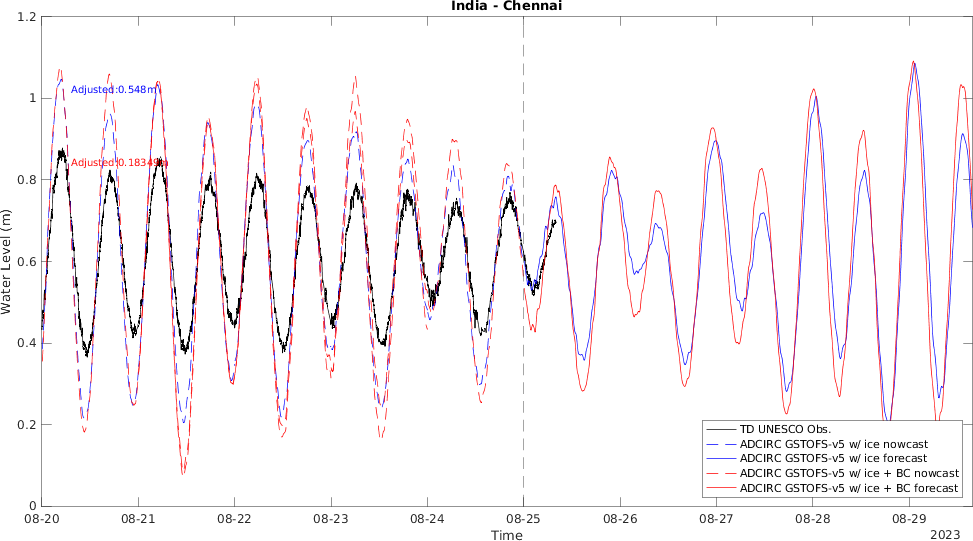 India - Chennai
1.2
1
0.8
0.6
0.4
0.2
0
Water Level (m)
Adjusted:0.548m
Adjusted:0.18349m
TD UNESCO Obs.
ADCIRC GSTOFS-v5 w/ ice nowcast
ADCIRC GSTOFS-v5 w/ ice forecast
ADCIRC GSTOFS-v5 w/ ice + BC nowcast
ADCIRC GSTOFS-v5 w/ ice + BC forecast
08-20 08-21 08-22 08-23 08-24 08-25 08-26 08-27 08-28 08-29
Time
2023